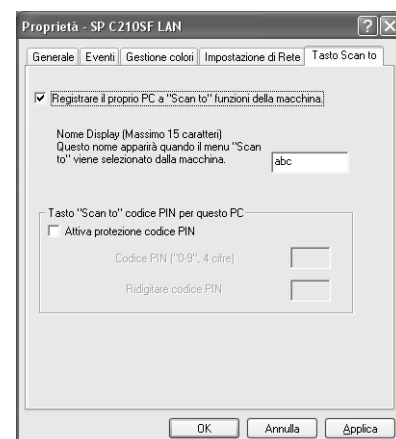 Proprietà - SP C210SF LAN
Generale Eventi Gestione colori Impostazione di Rete Tasto Scan to
Registrare il proprio PC a "Scan to" funzioni della macchina.
Nome Display (Massimo 15 caratteri)
Questo nome apparirà quando il menu "Scan
to" viene selezionato dalla macchina.
abc
Tasto "Scan to" codice PIN per questo PC
Attiva protezione codice PIN
Codice PIN ("0-9", 4 cifre)
Ridigitare codice PIN
OK Annulla Applica